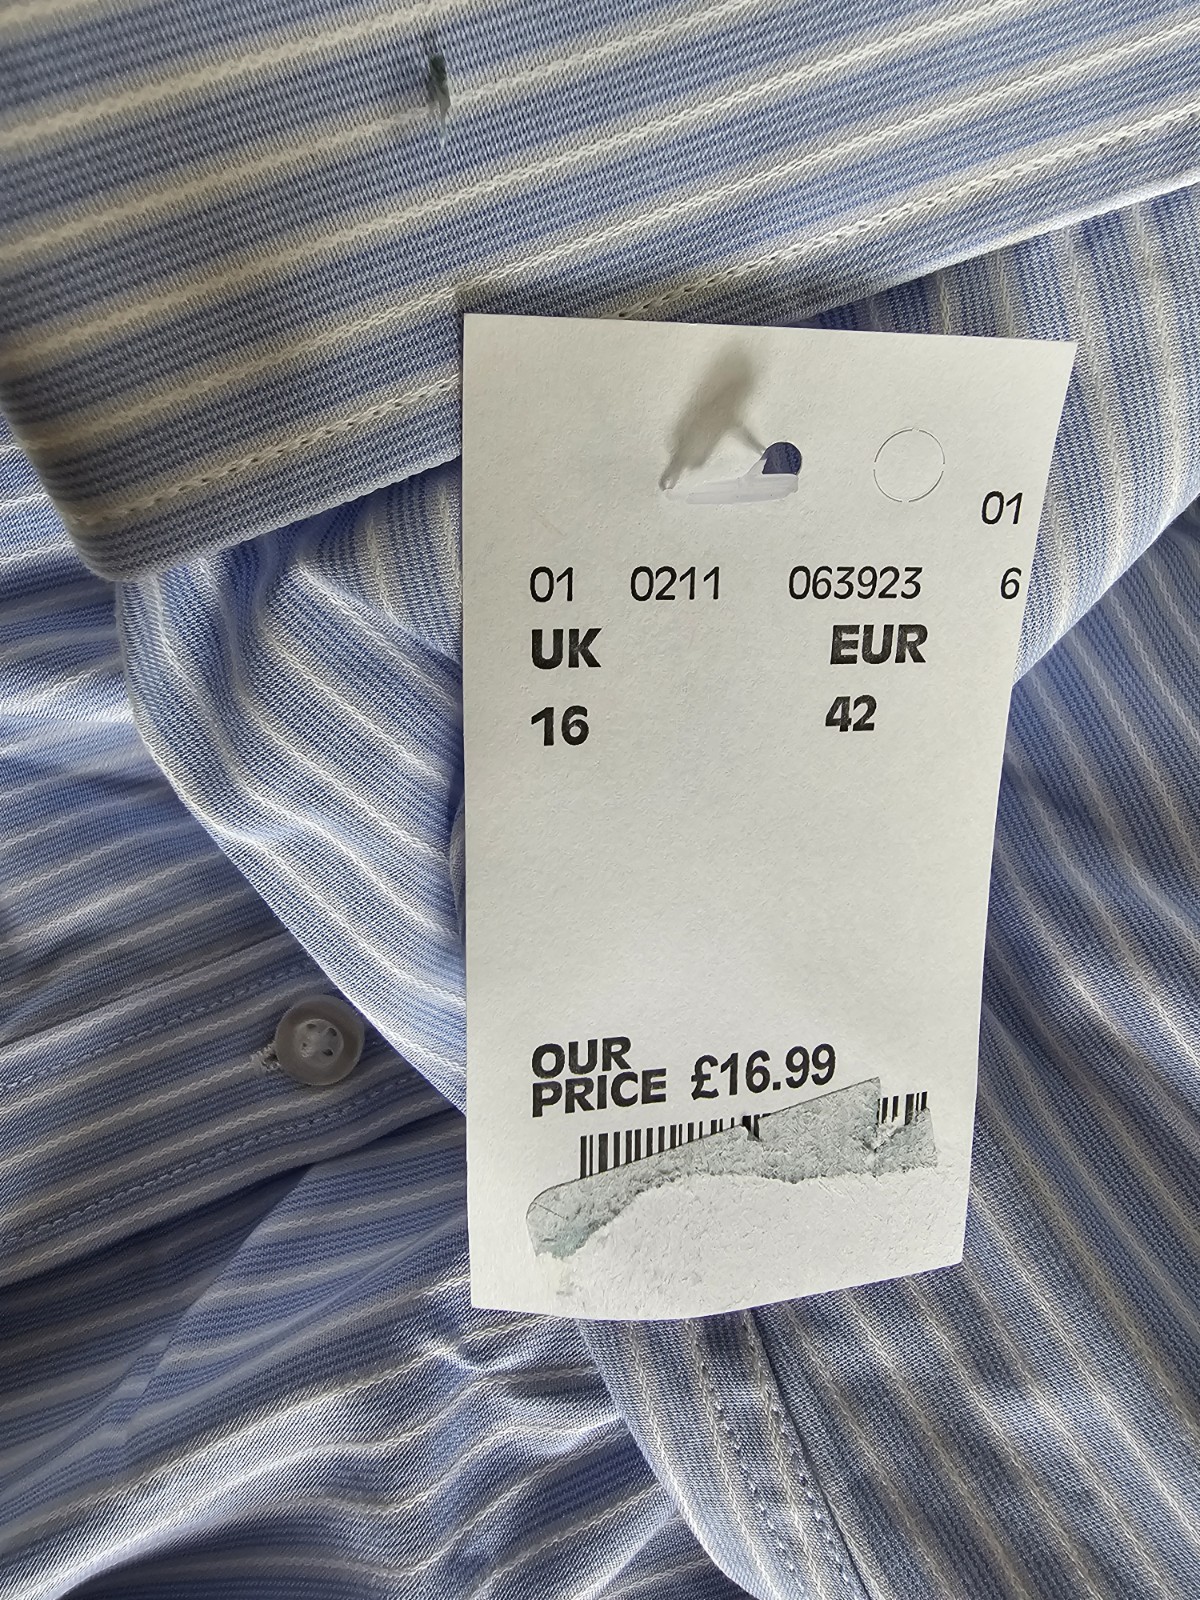 01
01 0211 063923 6
UK EUR
16 42
OUR
PRICE £16.99